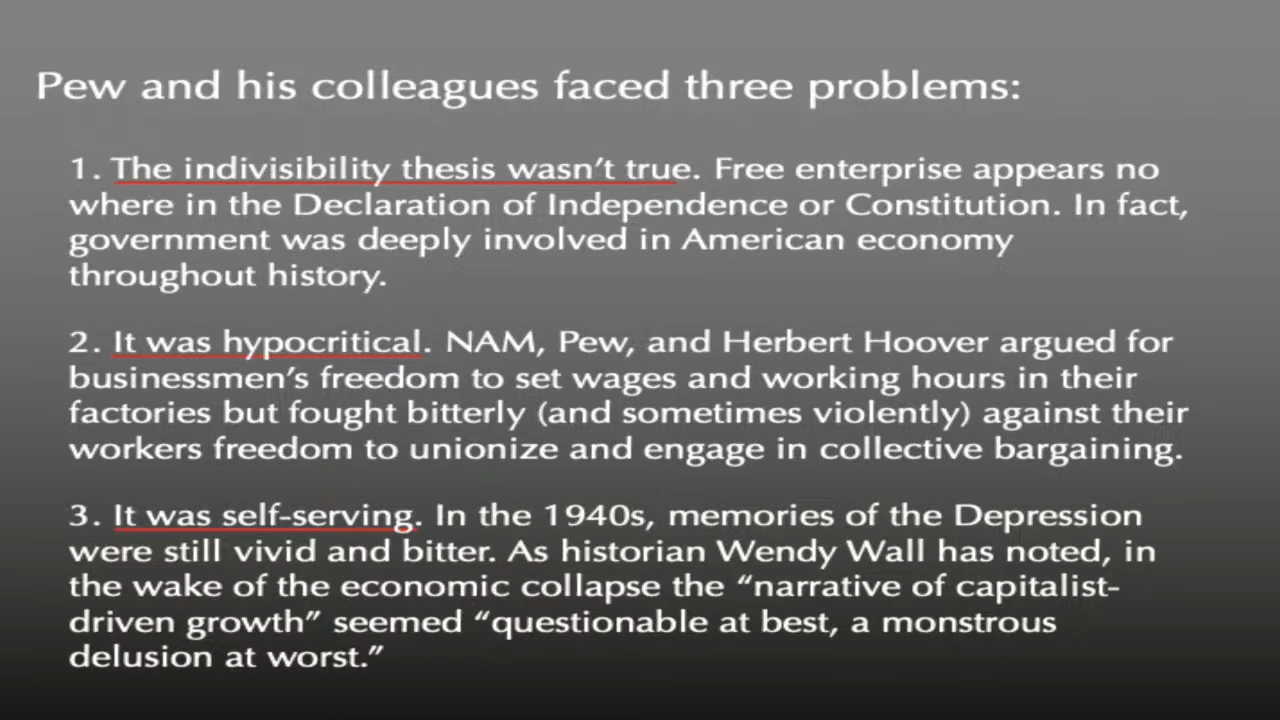 Pew and his colleagues faced three problems:
1. The indivisibility thesis wasn't true. Free enterprise appears no
where in the Declaration of Independence or Constitution. In fact,
government was deeply involved in American economy
throughout history.
2. It was hypocritical. NAM, Pew, and Herbert Hoover argued for
businessmen's freedom to set wages and working hours in their
factories but fought bitterly (and sometimes violently) against their
workers freedom to unionize and engage in collective bargaining.
3. It was self-serving. In the 1940s, memories of the Depression
were still vivid and bitter. As historian Wendy Wall has noted, in
the wake of the economic collapse the “narrative of capitalist-
driven growth” seemed “questionable at best, a monstrous
delusion at worst.”